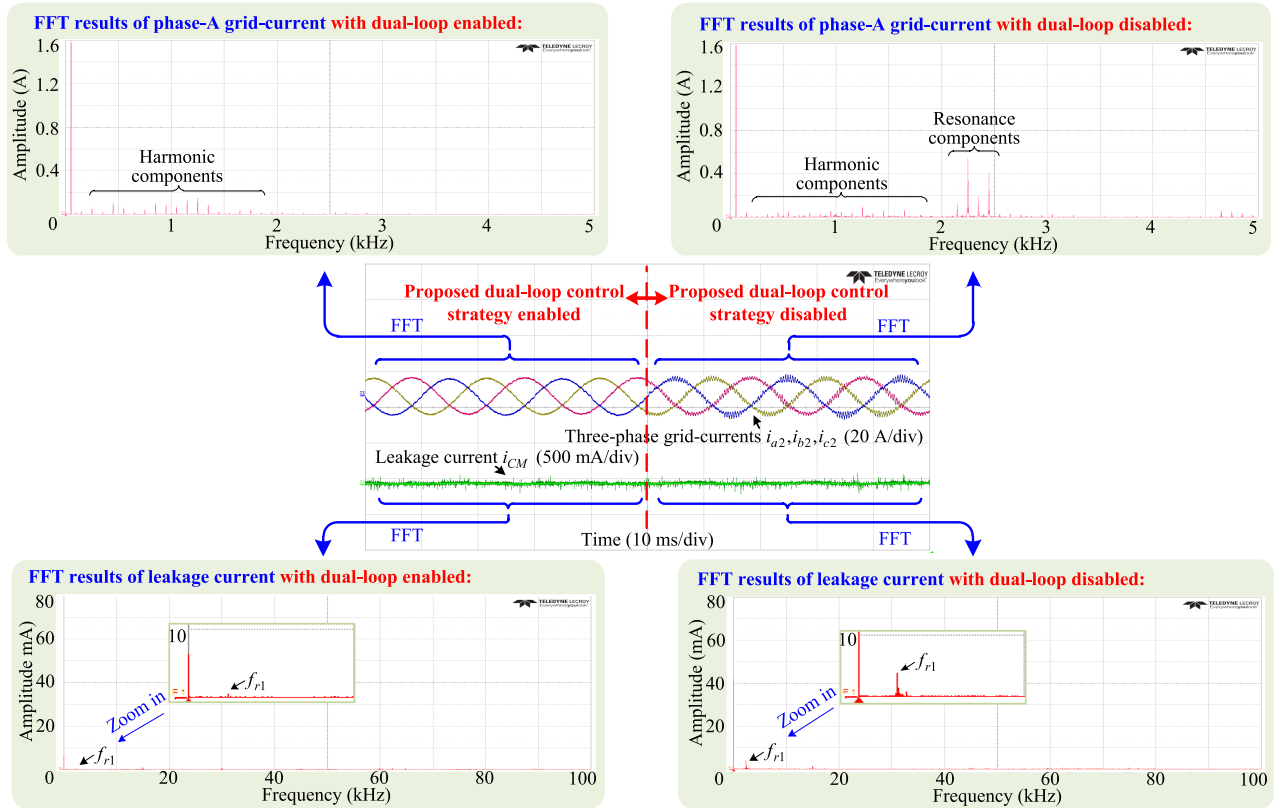 FFT results of phase-A grid-current with dual-loop enabled:
TELEDYNE LECROY
Everywhereyoulook
Amplitude (A)
1.6
1.2
0.8
0.4
0
Harmonic
components
1
2
3
4
5
Frequency (kHz)
FFT results of phase-A grid-current with dual-loop disabled:
TELEDYNE LECROY
Everywhereyoulook
Amplitude (A)
1.6
1.2
0.8
0.4
0
Resonance
components
Harmonic
components
1
2
3
4
5
Frequency (kHz)
TELEDYNE LECROY
Everywhereyoulook
Proposed dual-loop control
strategy enabled
Proposed dual-loop control
strategy disabled
FFT
FFT
Three-phase grid-currents ia2,ib2,ic2 (20 A/div)
Leakage current iCM (500 mA/div)
FFT
FFT
Time (10 ms/div)
FFT results of leakage current with dual-loop enabled:
TELEDYNE LECROY
Everywhereyoulook
Amplitude mA)
80
60
40
20
0
10
fr1
Zoom in
fr1
20
40
60
80
100
Frequency (kHz)
FFT results of leakage current with dual-loop disabled:
TELEDYNE LECROY
Everywhereyoulook
Amplitude (mA)
80
60
40
20
0
10
fr1
Zoom in
fr1
20
40
60
80
100
Frequency (kHz)